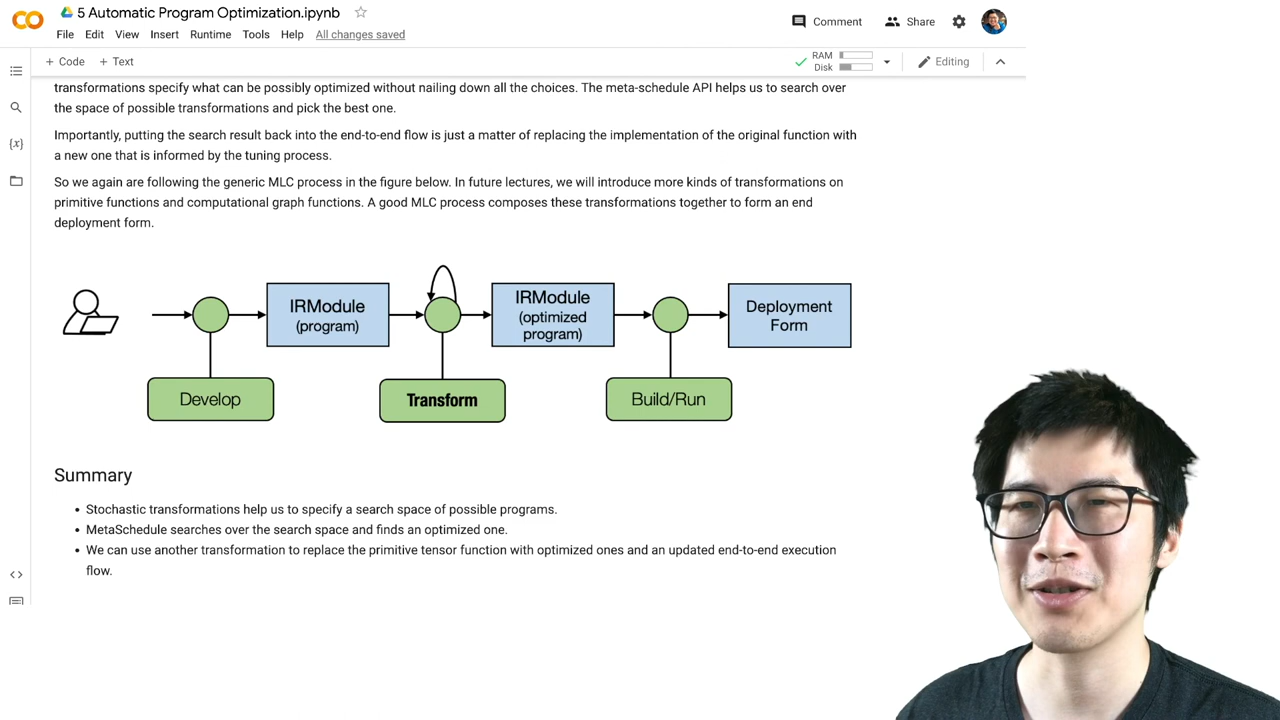 5 Automatic Program Optimization.ipynb
File Edit View Insert Runtime Tools Help All changes saved
Comment Share
+ Code + Text
RAM
Disk
Editing
transformations specify what can be possibly optimized without nailing down all the choices. The meta-schedule API helps us to search over
the space of possible transformations and pick the best one.
Importantly, putting the search result back into the end-to-end flow is just a matter of replacing the implementation of the original function with
a new one that is informed by the tuning process.
So we again are following the generic MLC process in the figure below. In future lectures, we will introduce more kinds of transformations on
primitive functions and computational graph functions. A good MLC process composes these transformations together to form an end
deployment form.
IRModule
(program)
IRModule
(optimized
program)
Deployment
Form
Develop
Transform
Build/Run
Summary
• Stochastic transformations help us to specify a search space of possible programs.
• MetaSchedule searches over the search space and finds an optimized one.
• We can use another transformation to replace the primitive tensor function with optimized ones and an updated end-to-end execution
flow.